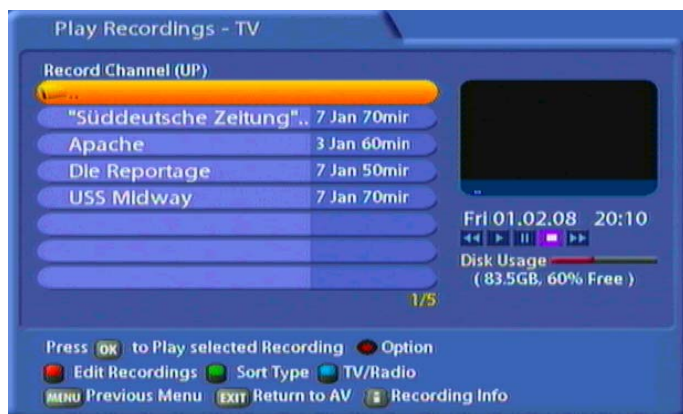 Play Recordings - TV
Record Channel (UP)
..
"Süddeutsche Zeitung".. 7 Jan 70mir
Apache 3 Jan 60min
Die Reportage 7 Jan 50mir
USS Midway 7 Jan 70mir
..
Fri 01.02.08 20:10
Disk Usage
( 83.5GB, 60% Free )
1/5
Press OK to Play selected Recording Option
Edit Recordings Sort Type TV/Radio
MENU Previous Menu EXIT Return to AV i Recording Info